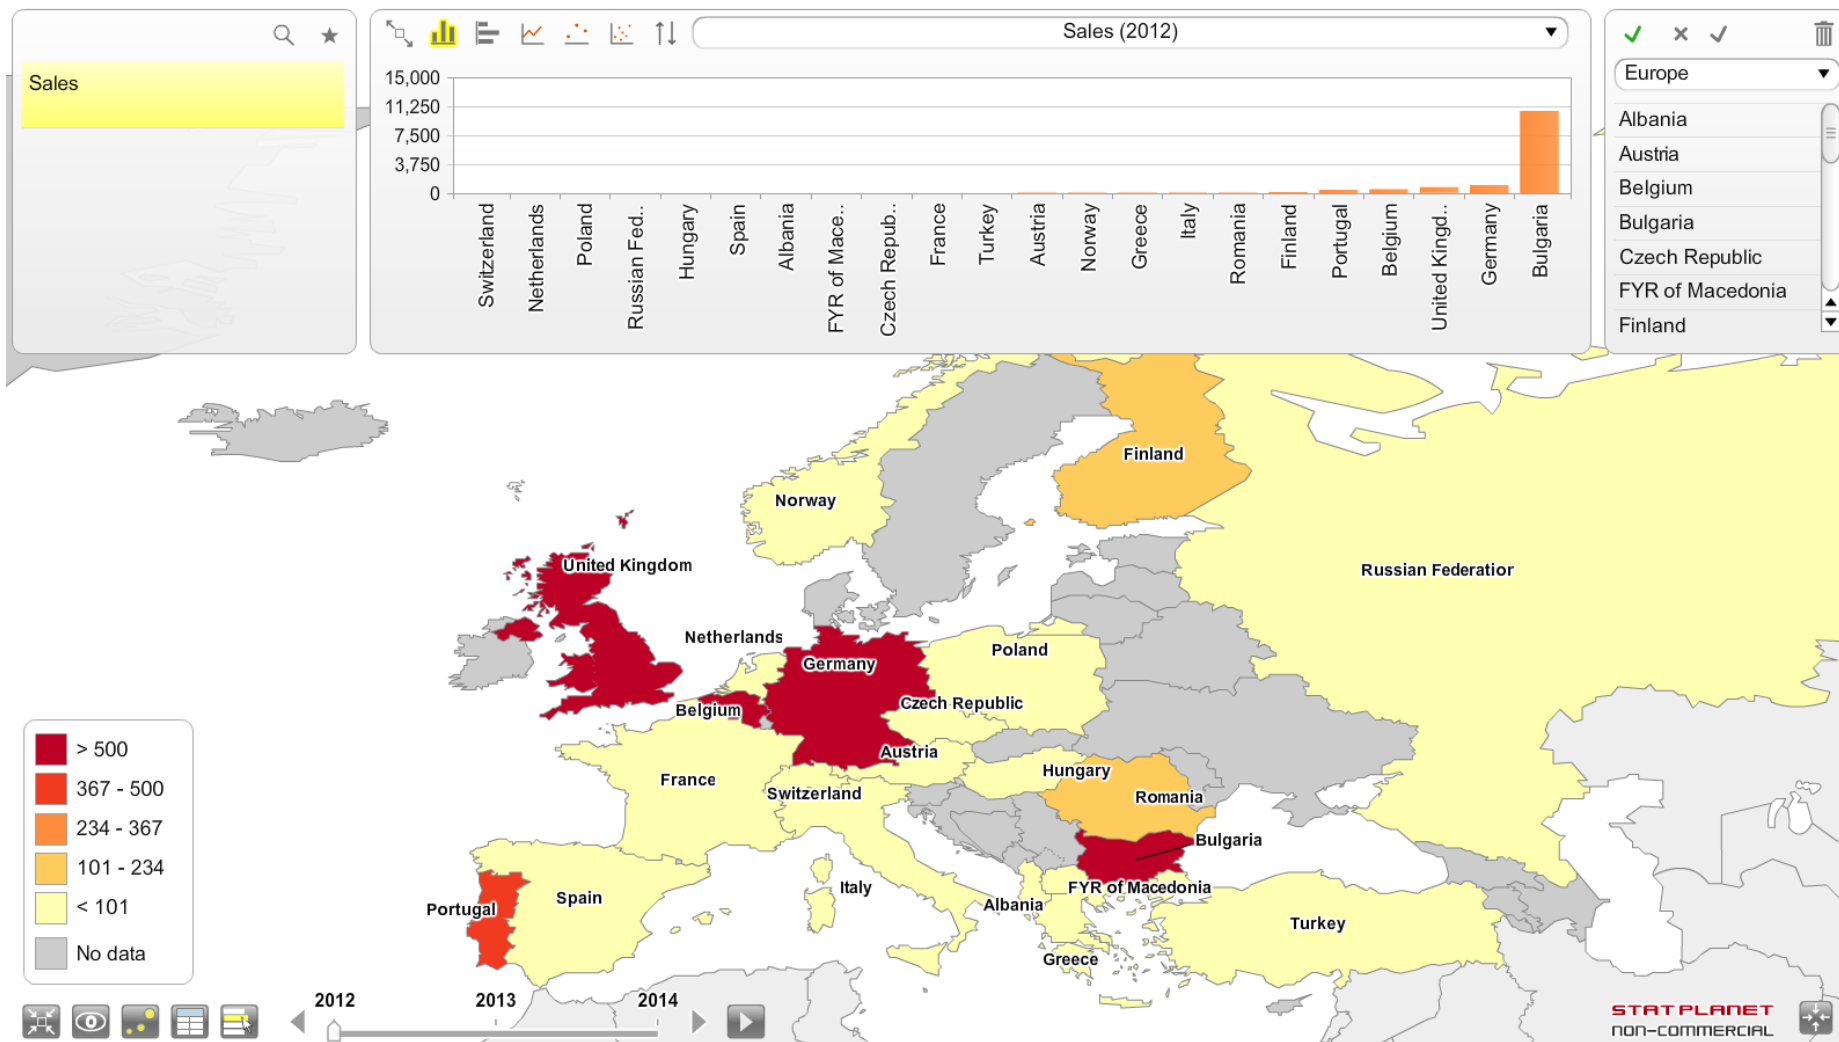 Sales
Sales (2012)
15,000
11,250
7,500
3,750
0
Switzerland
Netherlands
Poland
Russian Fed..
Hungary
Spain
Albania
FYR of Mace..
Czech Repub..
France
Turkey
Austria
Norway
Greece
Italy
Romania
Finland
Portugal
Belgium
United Kingd..
Germany
Bulgaria
Europe
Albania
Austria
Belgium
Bulgaria
Czech Republic
FYR of Macedonia
Finland
Finland
Norway
United Kingdom
Russian Federatior
Netherlands
Poland
Germany
Czech Republic
Belgium
Austria
Hungary
France
Switzerland
Romania
Bulgaria
FYR of Macedonia
Italy
Spain
Albania
Portugal
Turkey
Greece
> 500
367 - 500
234 - 367
101 - 234
< 101
No data
2012
2013
2014
STATPLANET
NON-COMMERCIAL